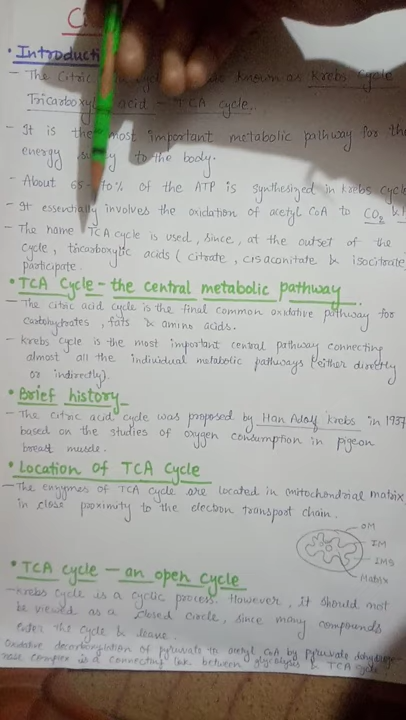 Introducti
- The Citric known as Krebs Cycle
Tricarboxyl acid - TCA cycle.
- It is the most important metabolic pathway for the
energy to the body.
- About 65-70% of the ATP is synthesized in krebs cycle
- It essentially involves the oxidation of acetyl CoA to CO2 &
- The name TCA cycle is used, since, at the outset of the
cycle, tricarboxylic acids (citrate, cisaconitate & isocitrate
participate.
• TCA Cycle - the central metabolic pathway.
- The citric acid cycle is the final common oxidative pathway for
carbohydrates, fats & amino acids.
- Krebs cycle is the most important central pathway connecting
almost all the individual metabolic pathways (either directly
or indirectly).
• Brief history
- The citric acid cycle was proposed by Han Adolf Krebs in 1937
based on the studies of oxygen consumption in pigeon
breast muscle.
• Location of TCA Cycle
- The enzymes of TCA cycle are located in mitochondrial matrix,
in close proximity to the electron transport chain.
OM
IM
IMS
Matrix
• TCA cycle - an open cycle
- Krebs cycle is a cyclic process. However, it should not
be viewed as a closed circle, since many compounds
enter the cycle & leave.
Oxidative decarboxylation of pyruvate to acetyl CoA by pyruvate dehydroge-
nase complex is a connecting link between glycolysis & TCA cycle